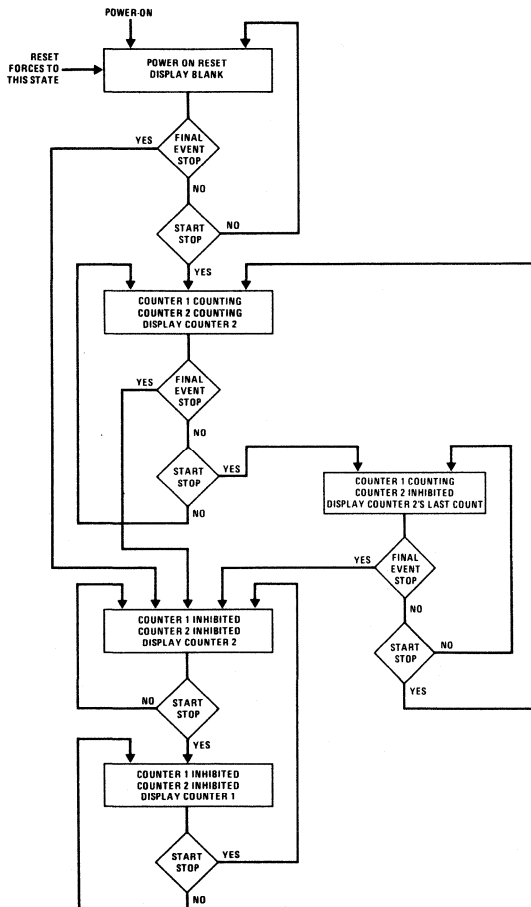 POWER-ON
RESET
FORCES TO
THIS STATE
POWER ON RESET
DISPLAY BLANK
YES
FINAL
EVENT
STOP
NO
START
STOP
NO
YES
COUNTER 1 COUNTING
COUNTER 2 COUNTING
DISPLAY COUNTER 2
YES
FINAL
EVENT
STOP
NO
START
STOP
YES
NO
COUNTER 1 COUNTING
COUNTER 2 INHIBITED
DISPLAY COUNTER 2'S LAST COUNT
YES
FINAL
EVENT
STOP
NO
START
STOP
NO
YES
COUNTER 1 INHIBITED
COUNTER 2 INHIBITED
DISPLAY COUNTER 2
NO
START
STOP
YES
COUNTER 1 INHIBITED
COUNTER 2 INHIBITED
DISPLAY COUNTER 1
START
STOP
YES
NO